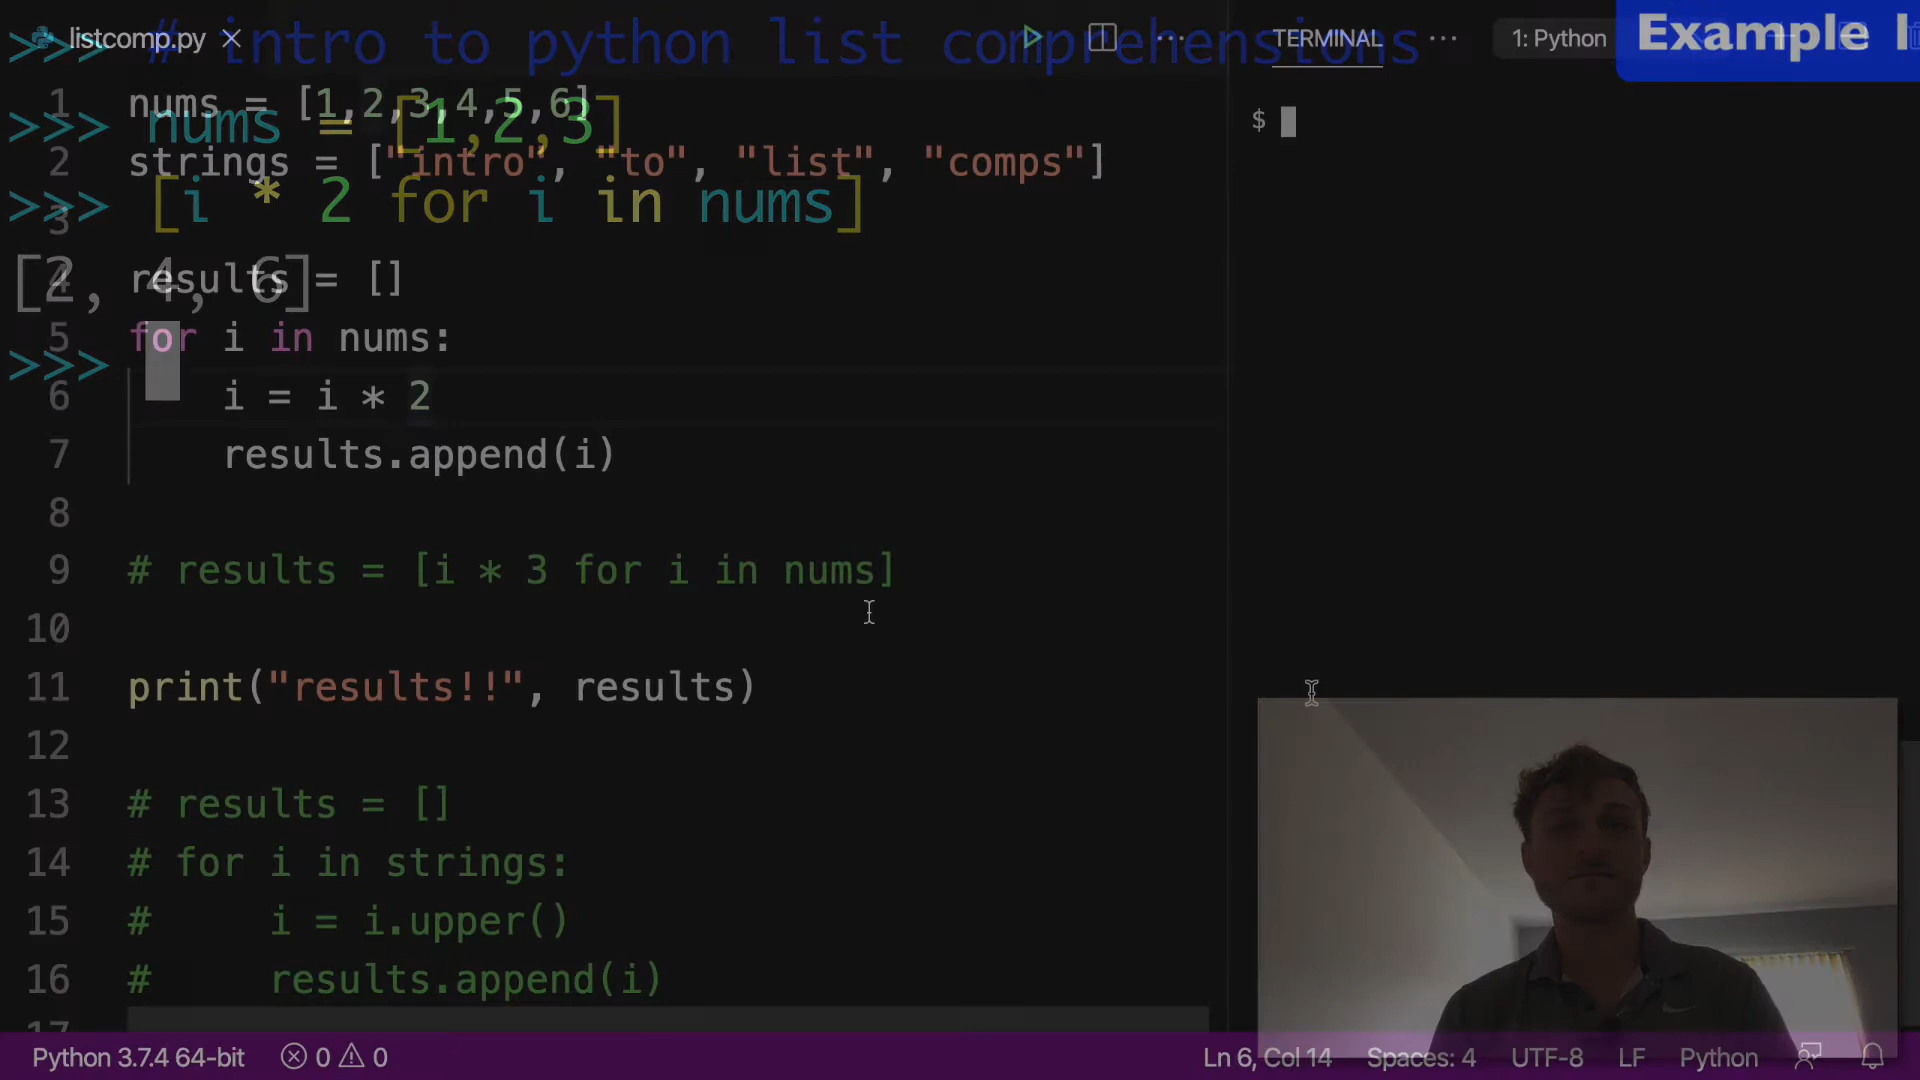 listcomp.py
TERMINAL
1: Python
Example
>>> # intro to python list comprehensions
>>> nums = [1,2,3]
>>> [i * 2 for i in nums]
[2, 4, 6]
>>>
1 nums = [1,2,3,4,5,6]
2 strings = ["intro", "to", "list", "comps"]
3
4 results = []
5 for i in nums:
6 i = i * 2
7 results.append(i)
8
9 # results = [i * 3 for i in nums]
10
11 print("results!!", results)
12
13 # results = []
14 # for i in strings:
15 # i = i.upper()
16 # results.append(i)
17
$
Python 3.7.4 64-bit
0
0
Ln 6, Col 14
Spaces: 4
UTF-8
LF
Python